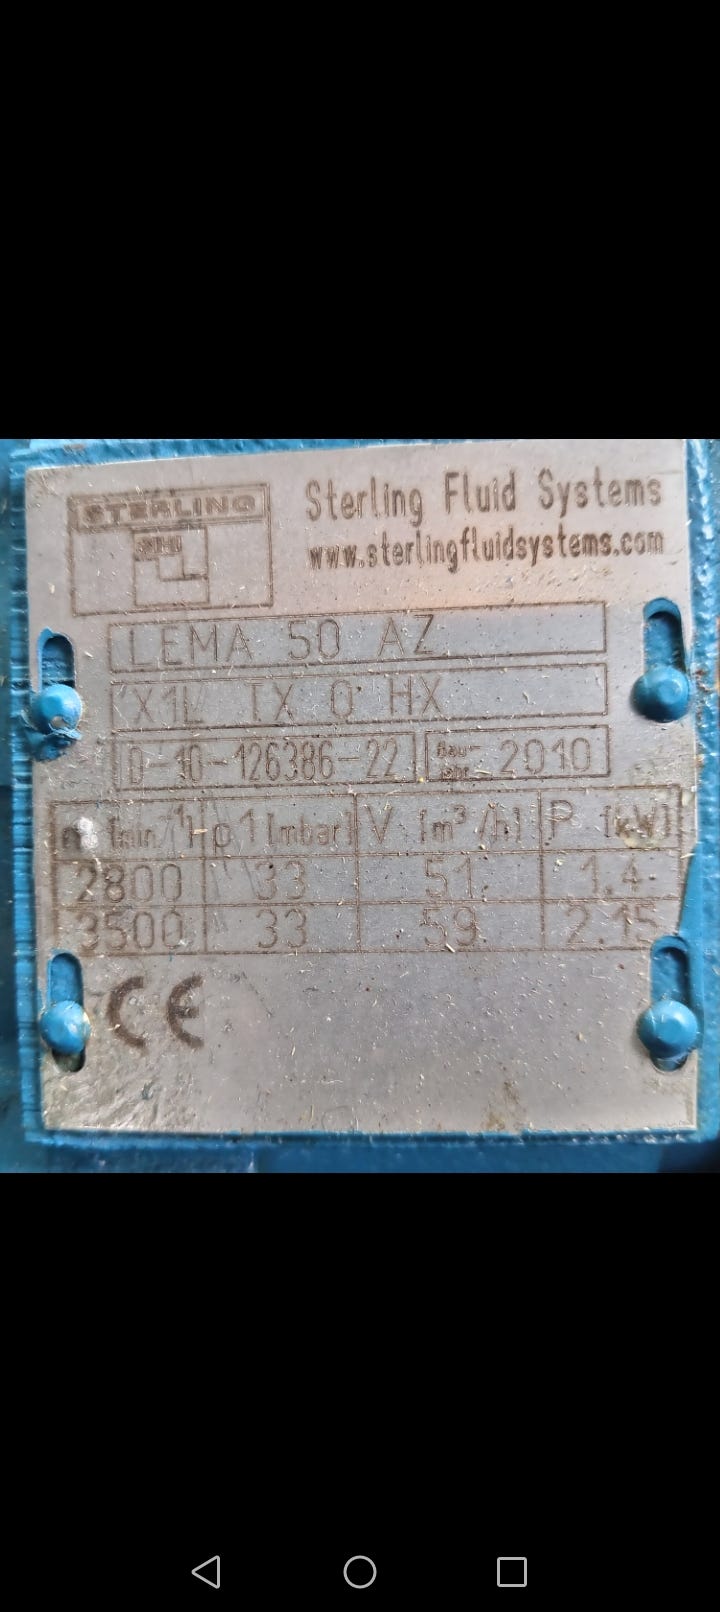 STERLING
SIHI
Sterling Fluid Systems
www.sterlingfluidsystems.com
LEMA 50 AZ
X1L TX 0 HX
D-10-126386-22 Bau-jahr 2010
n [min⁻¹] p1[mbar] V [m³/h] P [kW]
2800 33 51 1.4
3500 33 59 2.15
CE